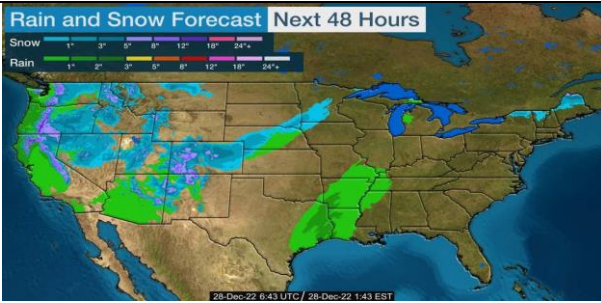 Rain and Snow Forecast Next 48 Hours
Snow 1" 3" 5" 8" 12" 18" 24"+
Rain 1" 2" 3" 5" 8" 12" 18" 24"+
28-Dec-22 6:43 UTC / 28-Dec-22 1:43 EST